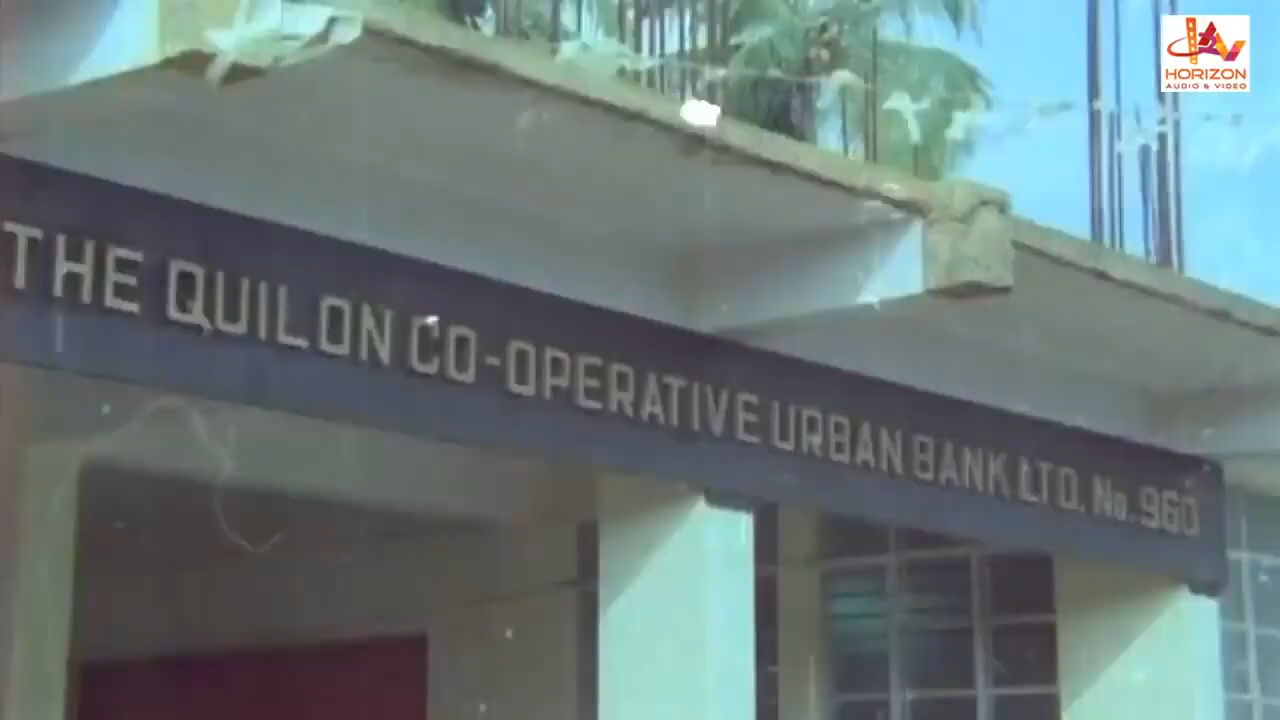 THE QUILON CO-OPERATIVE URBAN BANK LTD. No. 960
HORIZON
AUDIO & VIDEO